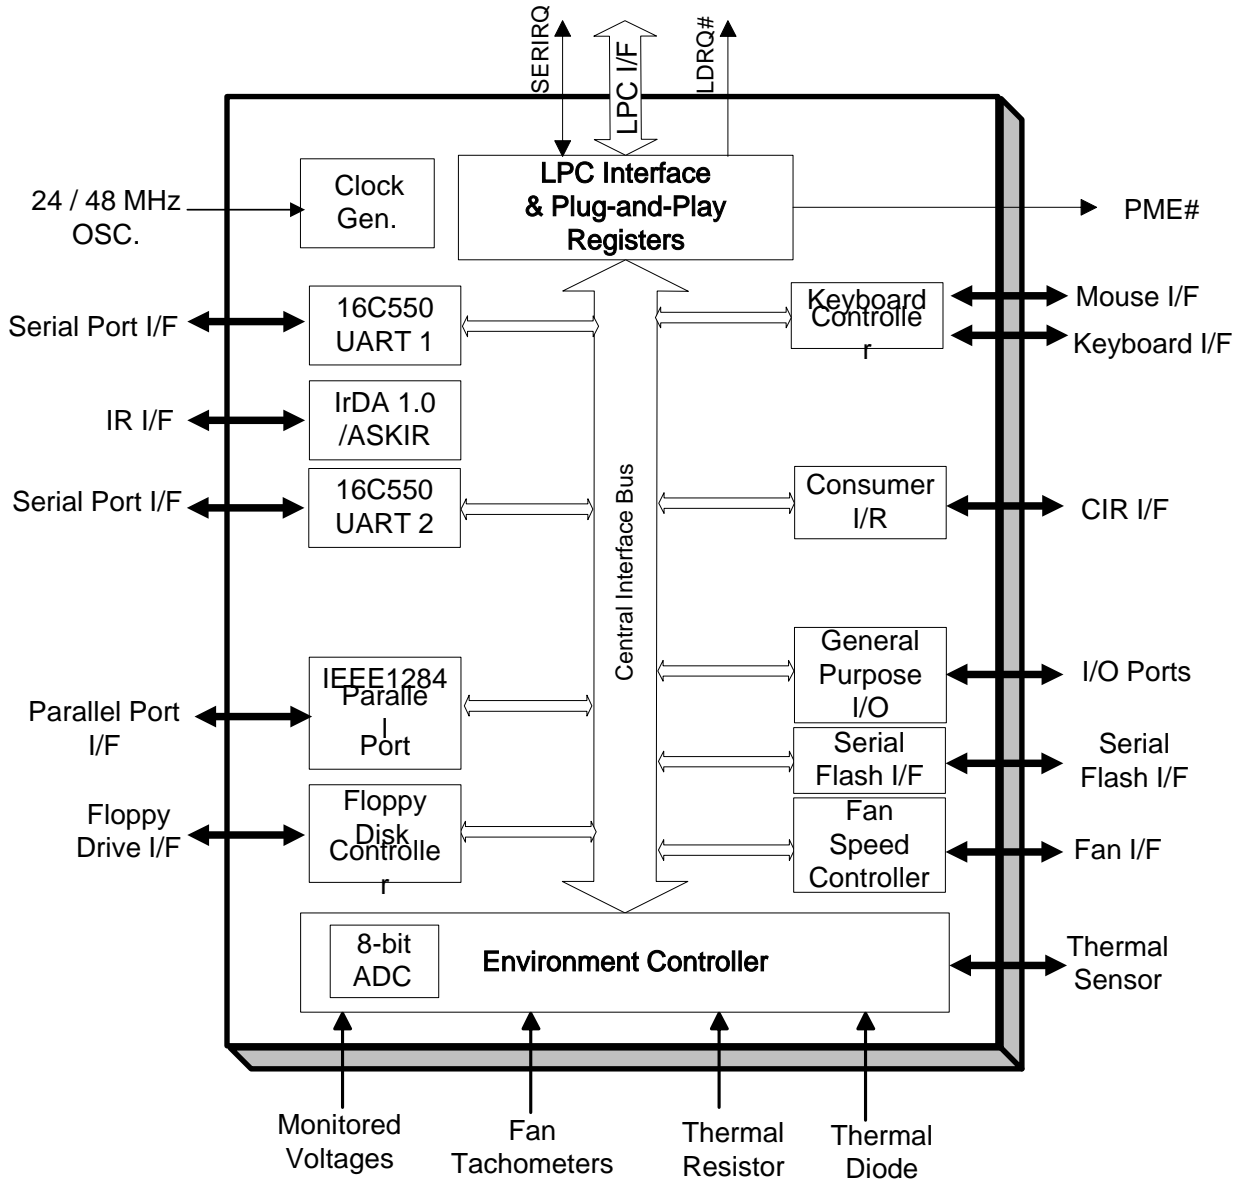 SERIRQ
LPC I/F
LDRQ#
LPC Interface
& Plug-and-Play
Registers
Clock
Gen.
24 / 48 MHz
OSC.
PME#
16C550
UART 1
Serial Port I/F
Keyboard
Controlle
r
Mouse I/F
Keyboard I/F
IrDA 1.0
/ASKIR
IR I/F
16C550
UART 2
Serial Port I/F
Central Interface Bus
Consumer
I/R
CIR I/F
General
Purpose
I/O
I/O Ports
IEEE1284
Paralle
l
Port
Parallel Port
I/F
Serial
Flash I/F
Serial
Flash I/F
Floppy
Disk
Controlle
r
Floppy
Drive I/F
Fan
Speed
Controller
Fan I/F
8-bit
ADC
Environment Controller
Thermal
Sensor
Monitored
Voltages
Fan
Tachometers
Thermal
Resistor
Thermal
Diode